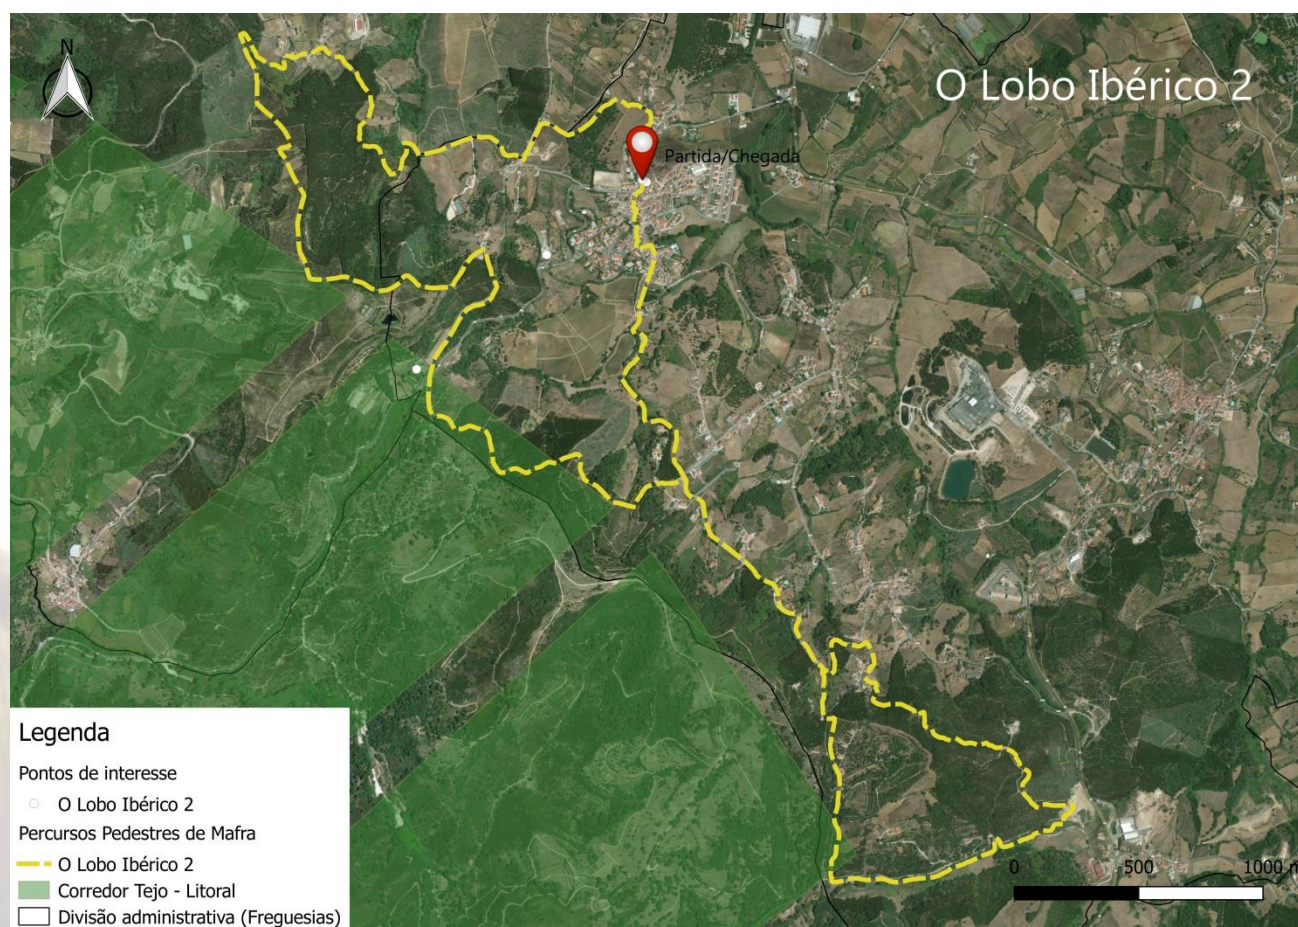 N
O Lobo Ibérico 2
Partida/Chegada
Legenda
Pontos de interesse
O Lobo Ibérico 2
Percursos Pedestres de Mafra
O Lobo Ibérico 2
Corredor Tejo - Litoral
Divisão administrativa (Freguesias)
0 500 1000 m